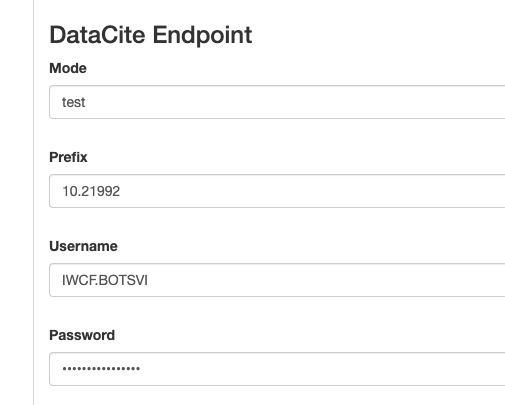 DataCite Endpoint
Mode
test
Prefix
10.21992
Username
IWCF.BOTSVI
Password
••••••••••••••••